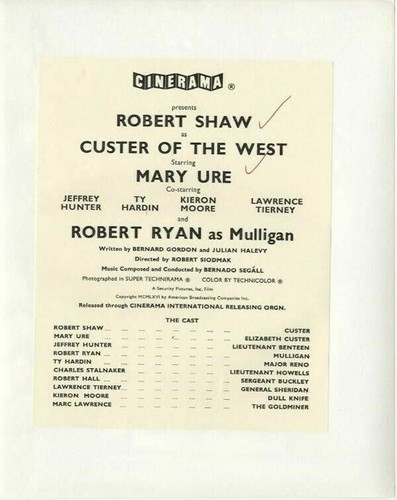 CINERAMA ®
presents
ROBERT SHAW
as
CUSTER OF THE WEST
Starring
MARY URE
Co-starring
JEFFREY HUNTER TY HARDIN KIERON MOORE LAWRENCE TIERNEY
and
ROBERT RYAN as Mulligan
Written by BERNARD GORDON and JULIAN HALEVY
Directed by ROBERT SIODMAK
Music Composed and Conducted by BERNADO SEGÁLL
Photographed in SUPER TECHNIRAMA ® COLOR BY TECHNICOLOR ®
A Security Pictures, Inc. Film
Copyright MCMLXVI by American Broadcasting Companies Inc.
Released through CINERAMA INTERNATIONAL RELEASING ORGN.
THE CAST
ROBERT SHAW ... CUSTER
MARY URE ELIZABETH CUSTER
JEFFREY HUNTER LIEUTENANT BENTEEN
ROBERT RYAN MULLIGAN
TY HARDIN MAJOR RENO
CHARLES STALNAKER LIEUTENANT HOWELLS
ROBERT HALL SERGEANT BUCKLEY
LAWRENCE TIERNEY GENERAL SHERIDAN
KIERON MOORE DULL KNIFE
MARC LAWRENCE THE GOLDMINER